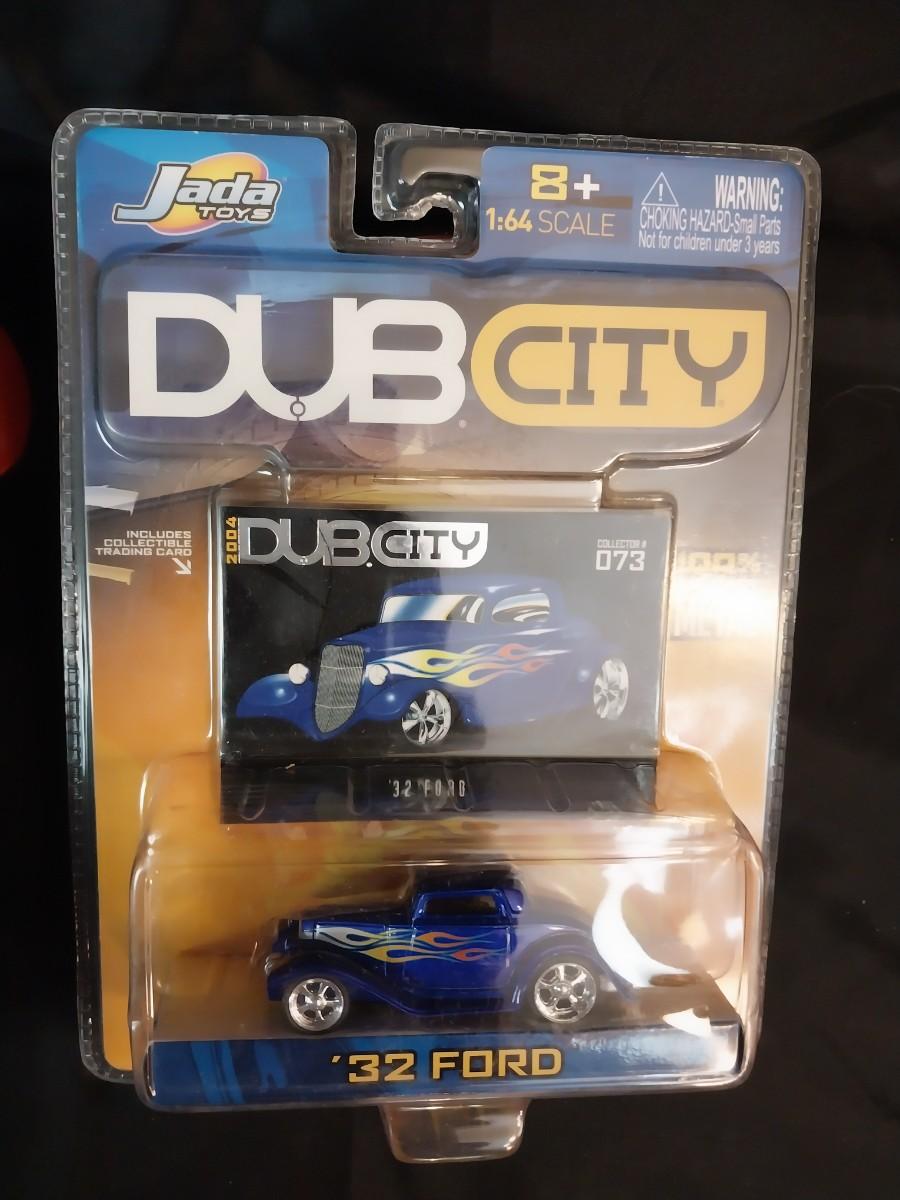 Jada
TOYS
8+
1:64 SCALE
WARNING:
CHOKING HAZARD-Small Parts
Not for children under 3 years
DUB CITY
INCLUDES
COLLECTIBLE
TRADING CARD
2004
DUB CITY
COLLECTOR #
073
100%
'32 FORD
'32 FORD